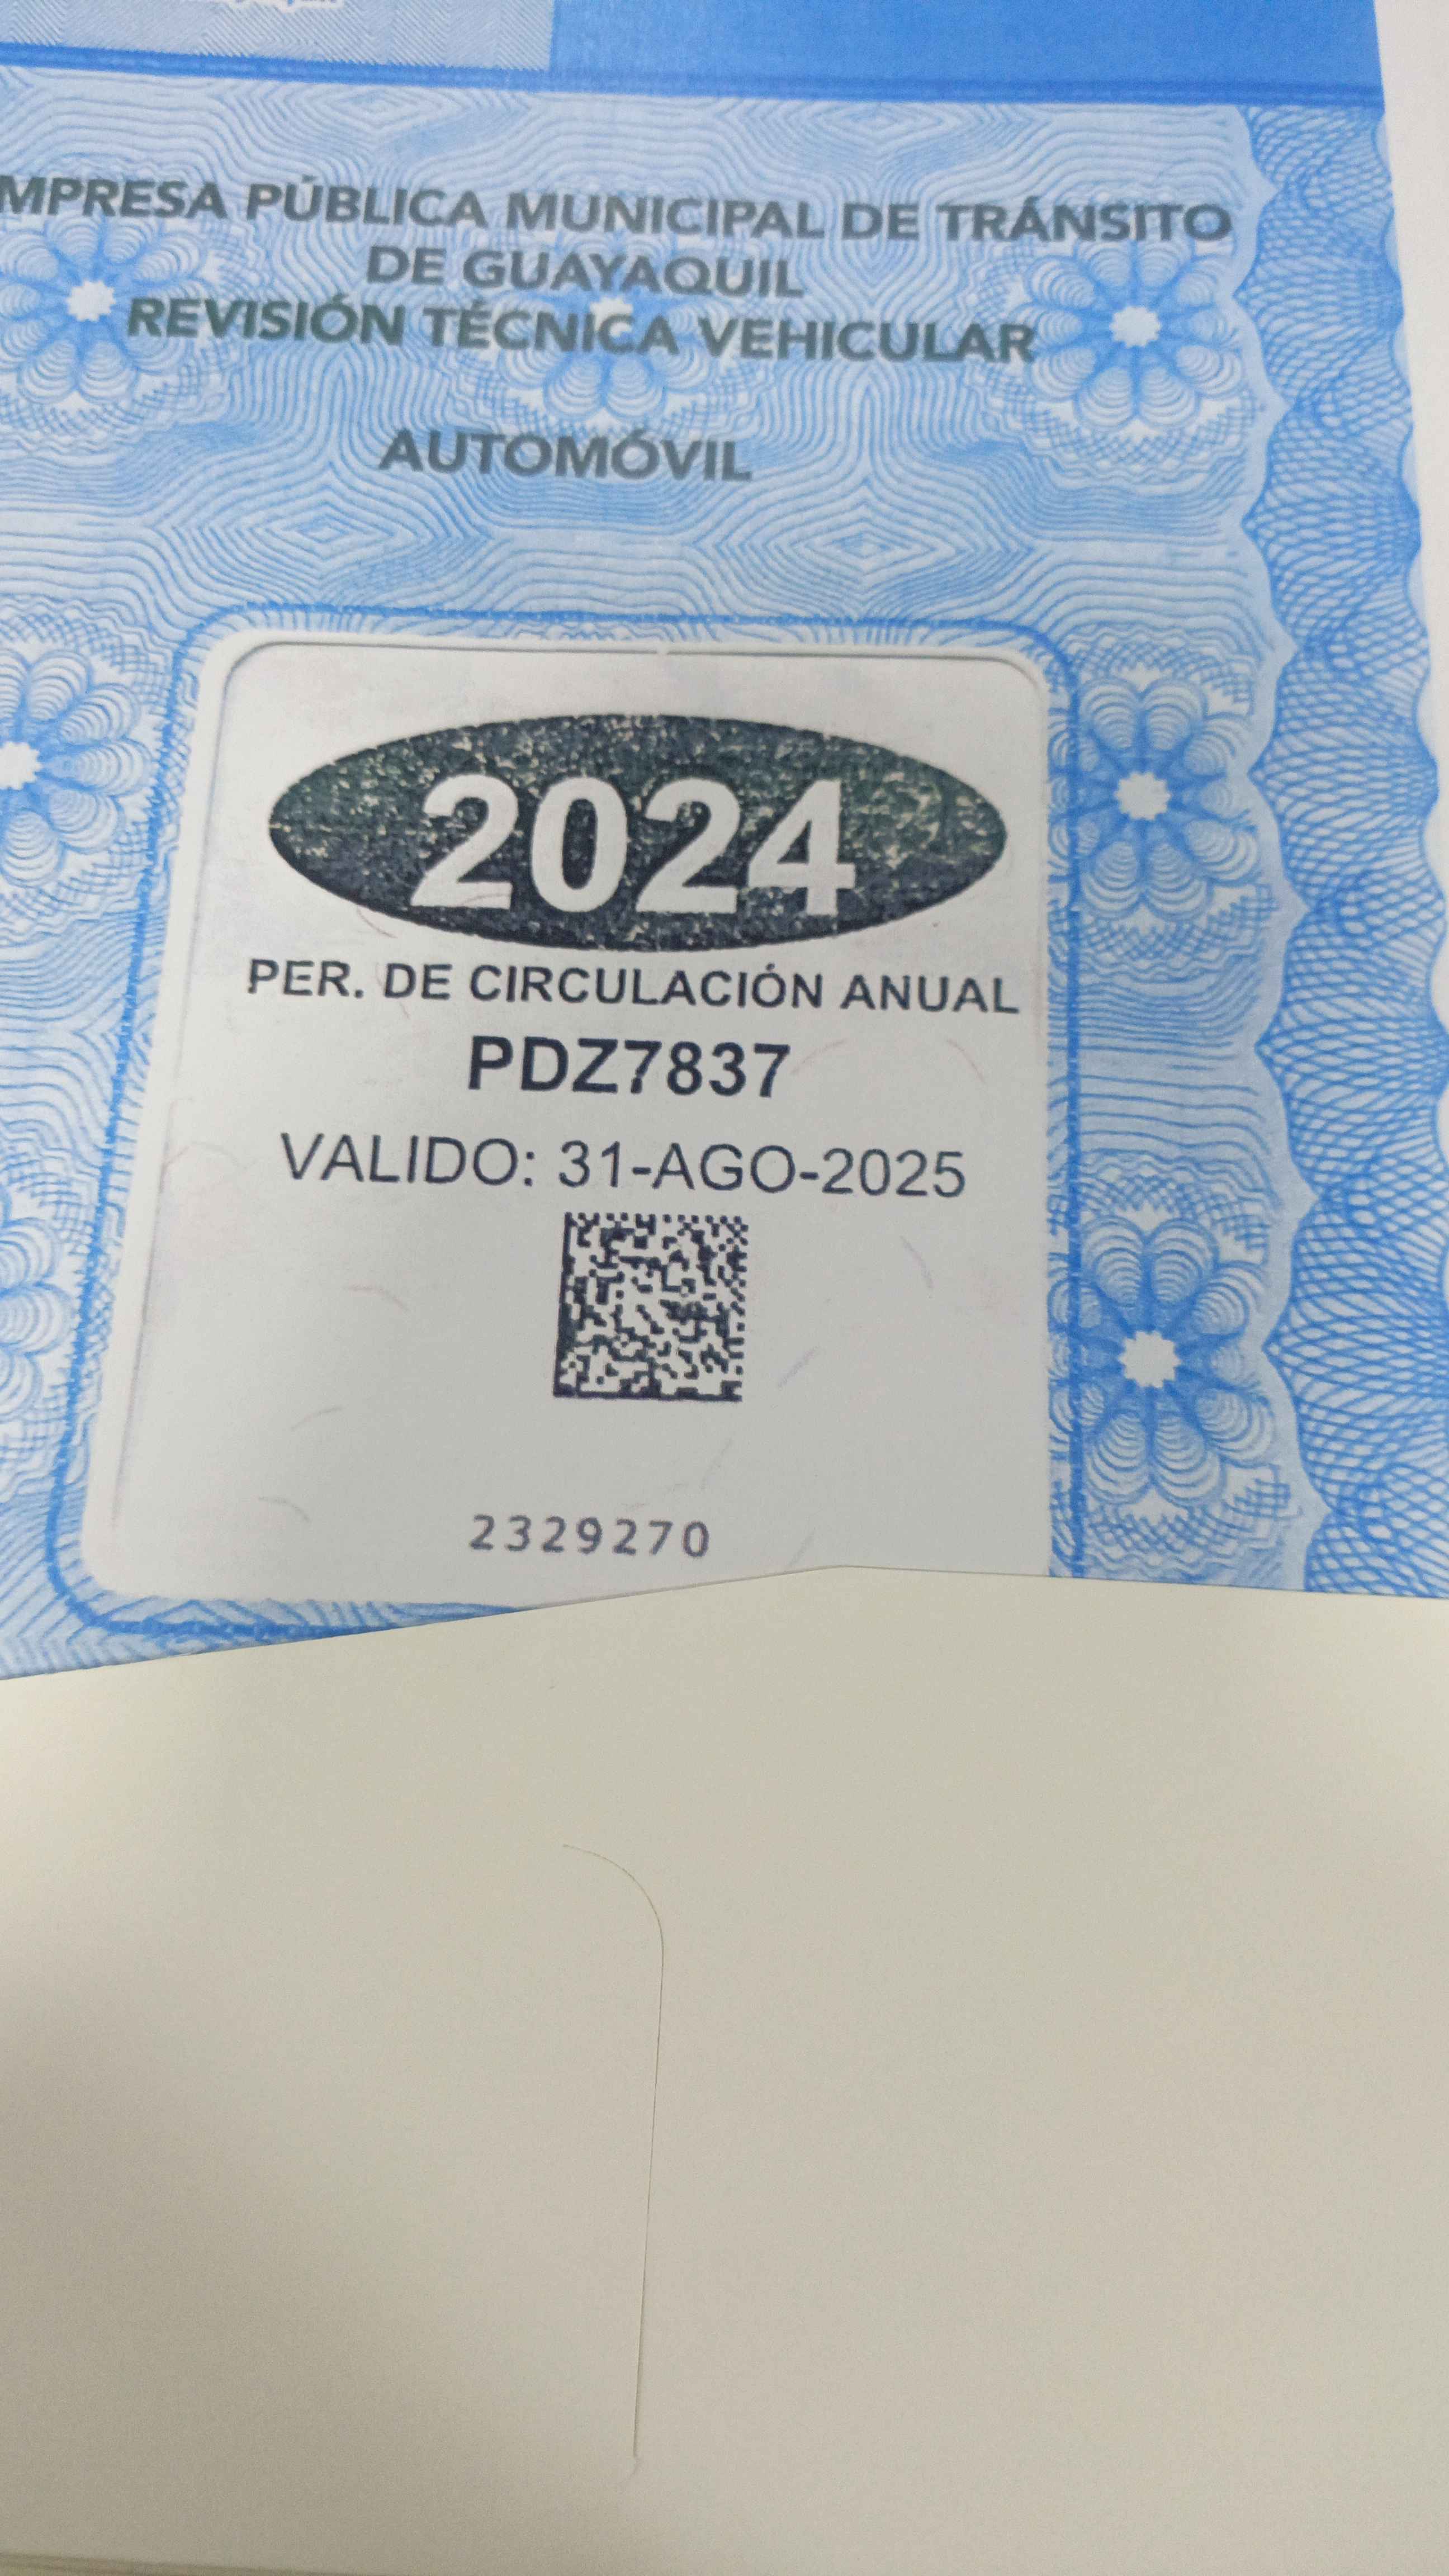 MPRESA PÚBLICA MUNICIPAL DE TRÁNSITO
DE GUAYAQUIL
REVISIÓN TÉCNICA VEHICULAR
AUTOMÓVIL
2024
PER. DE CIRCULACIÓN ANUAL
PDZ7837
VALIDO: 31-AGO-2025
2329270